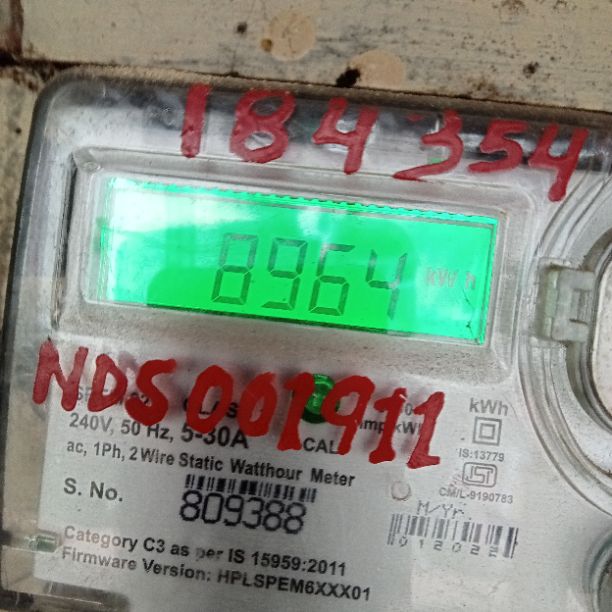 184354
8964 kWh
NDS001911
kWh
240V, 50 Hz, 5-30A
CAL
IS:13779
ac, 1Ph, 2 Wire Static Watthour Meter
CM/L-9190783
S. No.
809388
M/Yr.
012022
Category C3 as per IS 15959:2011
Firmware Version: HPLSPEM6XXX01